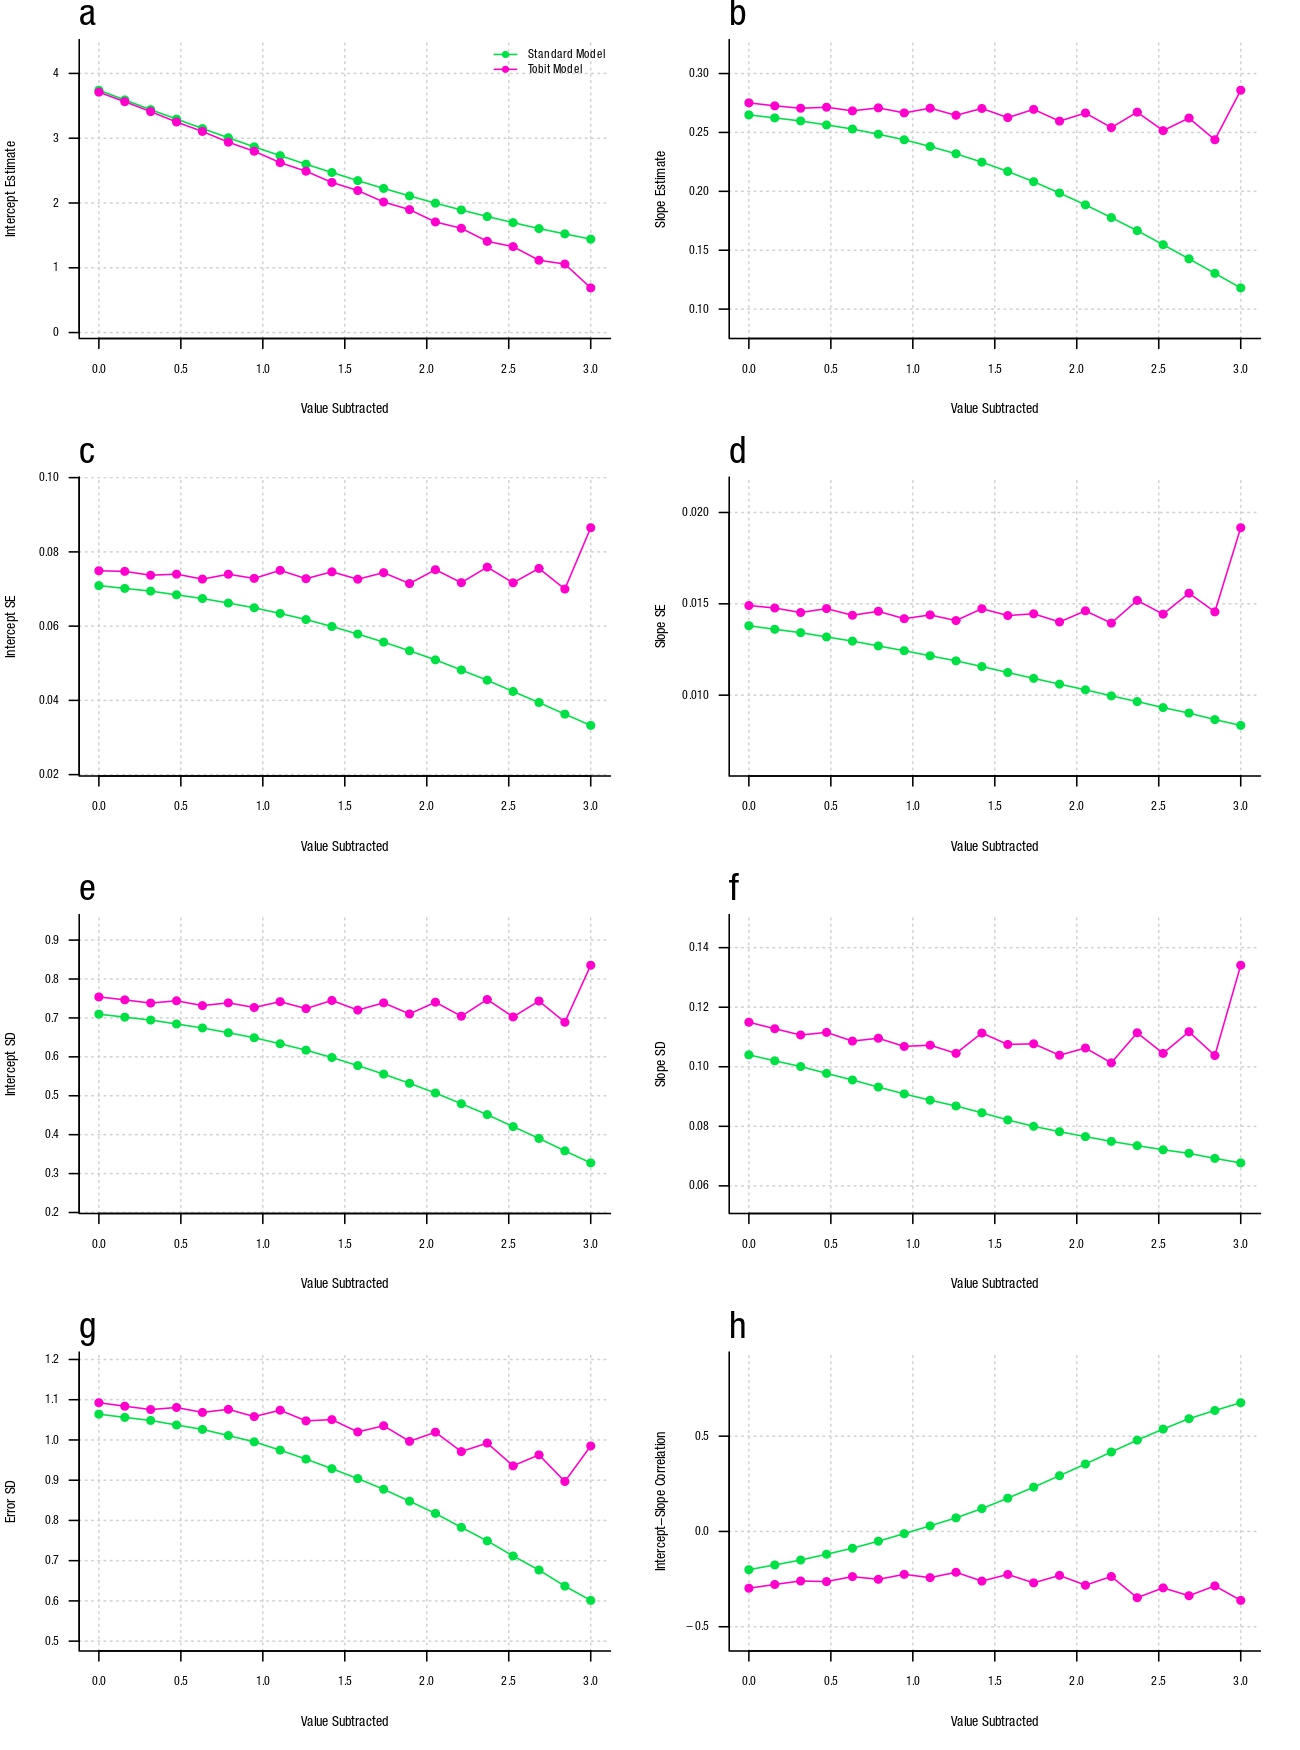 a
Standard Model
Tobit Model
4
3
2
1
0
Intercept Estimate
0.0 0.5 1.0 1.5 2.0 2.5 3.0
Value Subtracted
b
0.30
0.25
0.20
0.15
0.10
Slope Estimate
0.0 0.5 1.0 1.5 2.0 2.5 3.0
Value Subtracted
c
0.10
0.08
0.06
0.04
0.02
Intercept SE
0.0 0.5 1.0 1.5 2.0 2.5 3.0
Value Subtracted
d
0.020
0.015
0.010
Slope SE
0.0 0.5 1.0 1.5 2.0 2.5 3.0
Value Subtracted
e
0.9
0.8
0.7
0.6
0.5
0.4
0.3
0.2
Intercept SD
0.0 0.5 1.0 1.5 2.0 2.5 3.0
Value Subtracted
f
0.14
0.12
0.10
0.08
0.06
Slope SD
0.0 0.5 1.0 1.5 2.0 2.5 3.0
Value Subtracted
g
1.2
1.1
1.0
0.9
0.8
0.7
0.6
0.5
Error SD
0.0 0.5 1.0 1.5 2.0 2.5 3.0
Value Subtracted
h
0.5
0.0
−0.5
Intercept−Slope Correlation
0.0 0.5 1.0 1.5 2.0 2.5 3.0
Value Subtracted